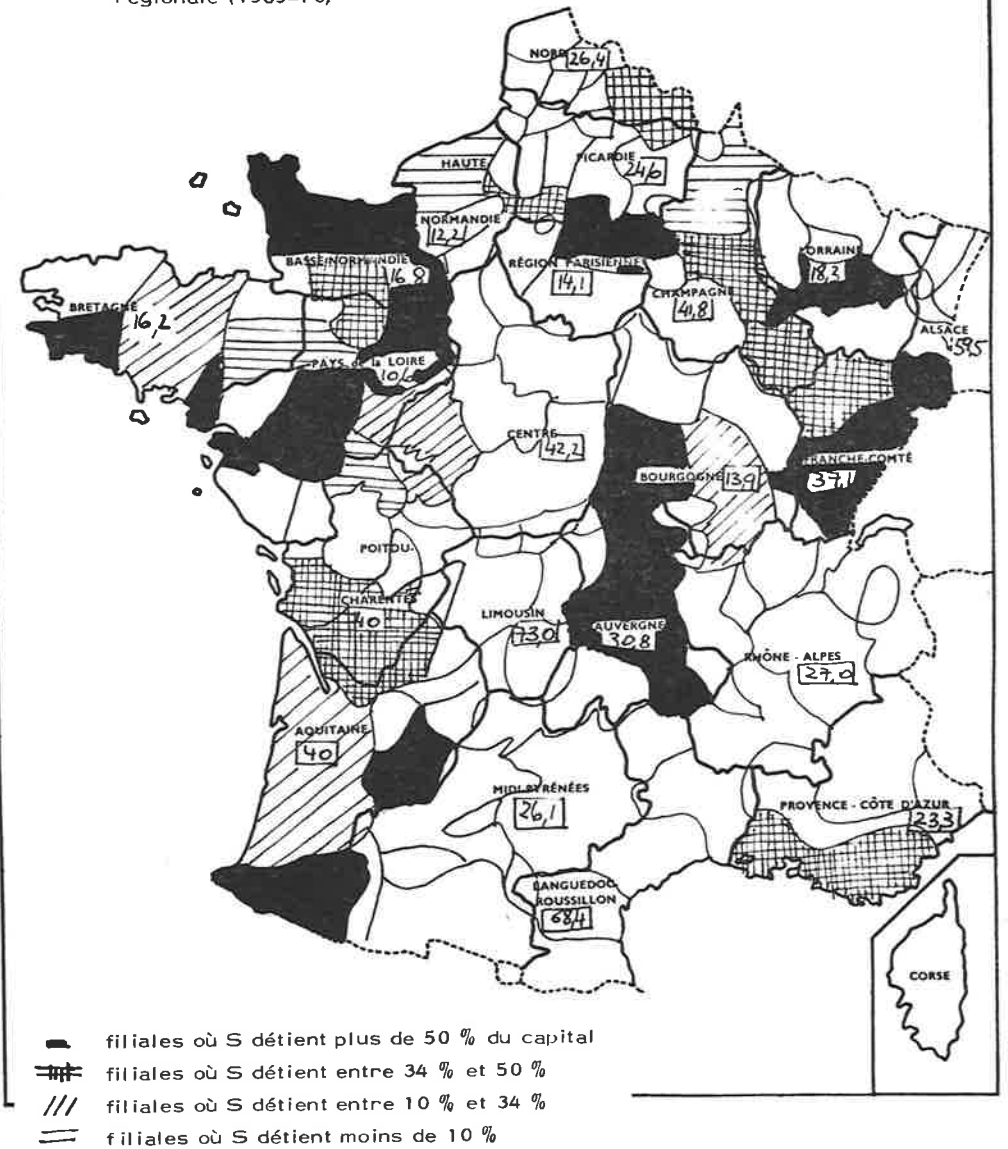 régionale (1969-70)
NORD 26,4
HAUTE
PICARDIE
24,6
NORMANDIE
12,2
BASSE NORMANDIE
16,8
RÉGION PARISIENNE
14,1
LORRAINE
18,3
CHAMPAGNE
41,8
BRETAGNE
16,2
ALSACE
PAYS de la LOIRE
CENTRE
42,2
BOURGOGNE 13,9
FRANCHE-COMTÉ
37,1
POITOU-
CHARENTES
40
LIMOUSIN
73,0
AUVERGNE
30,8
RHÔNE - ALPES
27,0
AQUITAINE
40
MIDI-PYRÉNÉES
26,1
PROVENCE - CÔTE D'AZUR
23,3
LANGUEDOC
ROUSSILLON
68,4
CORSE
filiales où S détient plus de 50 % du capital
filiales où S détient entre 34 % et 50 %
filiales où S détient entre 10 % et 34 %
filiales où S détient moins de 10 %